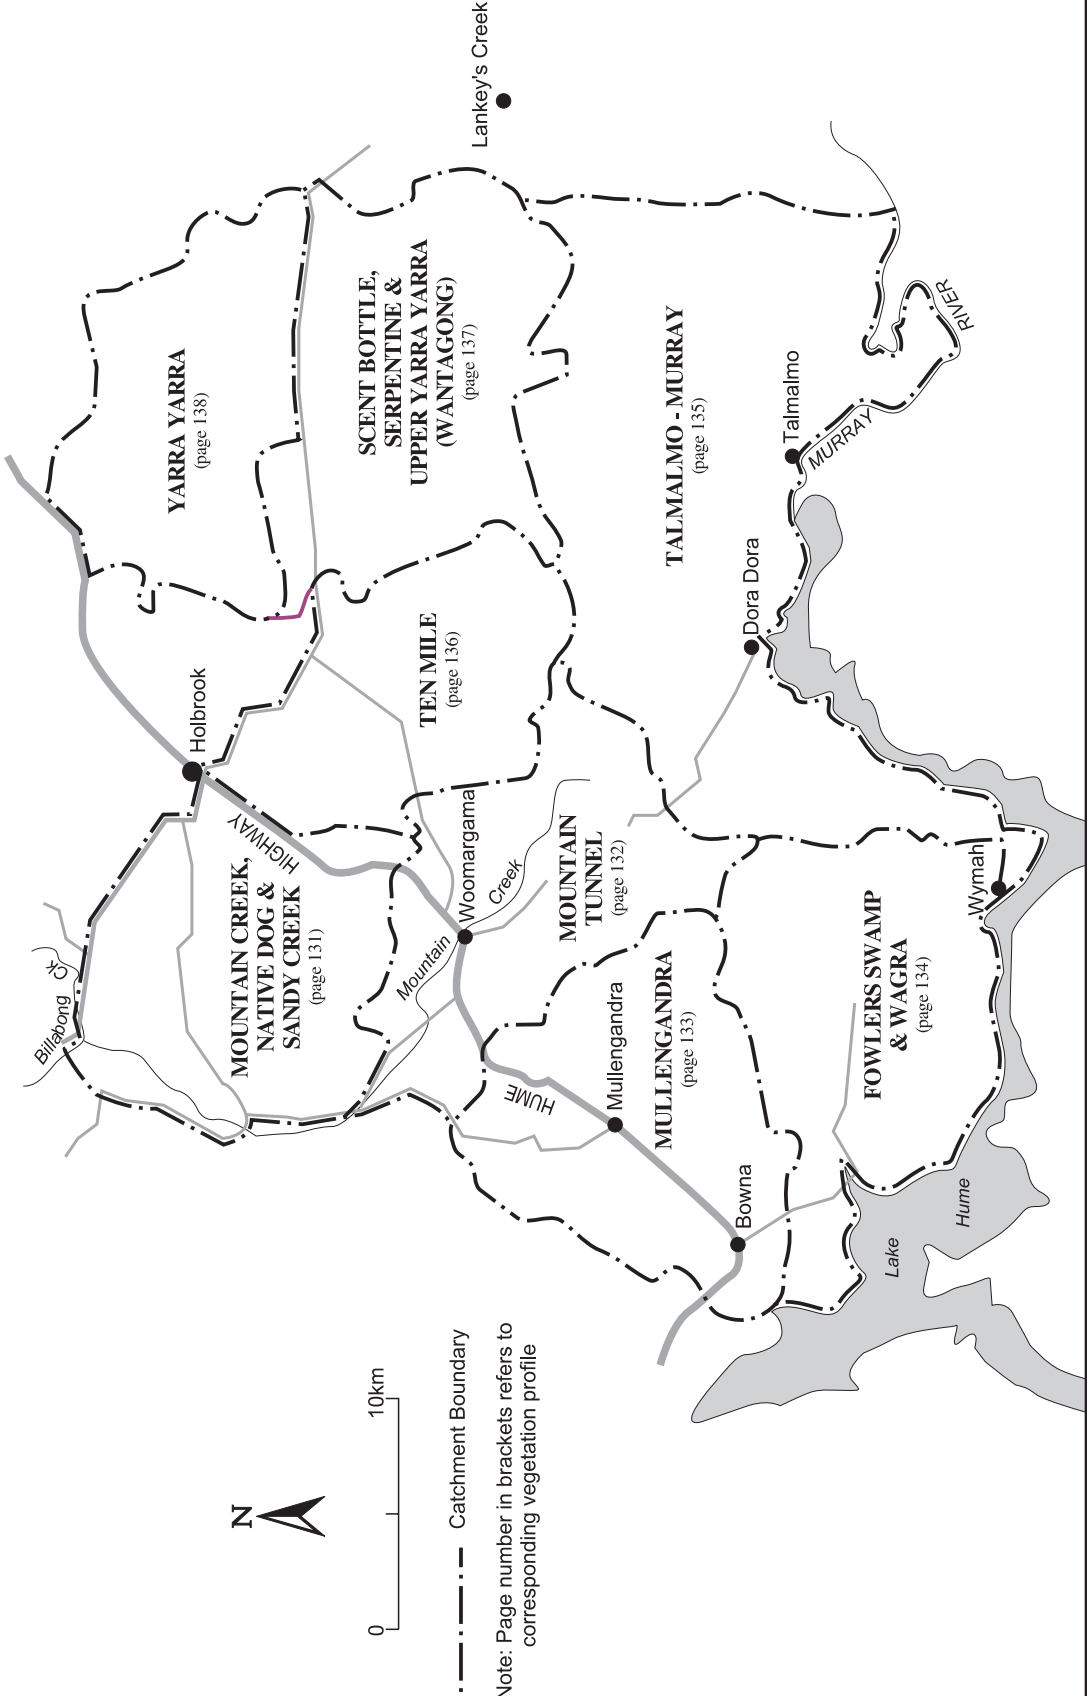 Lankey's Creek
YARRA YARRA
(page 138)
SCENT BOTTLE,
SERPENTINE &
UPPER YARRA YARRA
(WANTAGONG)
(page 137)
Holbrook
TEN MILE
(page 136)
TALMALMO - MURRAY
(page 135)
Talmalmo
MURRAY
RIVER
Dora Dora
Billabong
Ck
HIGHWAY
MOUNTAIN CREEK,
NATIVE DOG &
SANDY CREEK
(page 131)
Woomargama
Mountain
Creek
MOUNTAIN
TUNNEL
(page 132)
Wymah
HUME
Mullengandra
MULLENGANDRA
(page 133)
FOWLERS SWAMP
& WAGRA
(page 134)
Bowna
Lake
Hume
N
0
10km
Catchment Boundary
Note: Page number in brackets refers to
corresponding vegetation profile